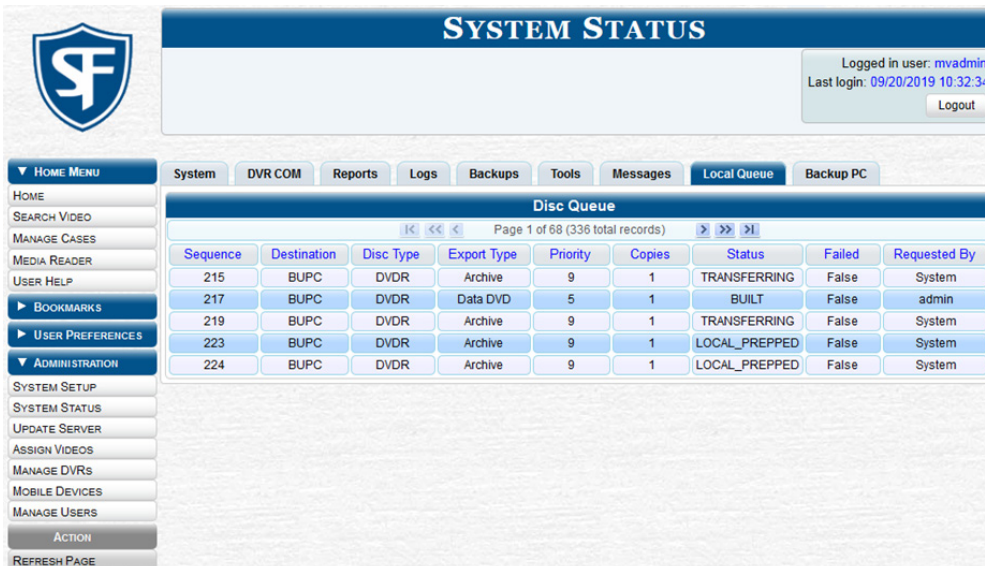 SF
SYSTEM STATUS
Logged in user: mvadmin
Last login: 09/20/2019 10:32:34
Logout
▼ HOME MENU
HOME
SEARCH VIDEO
MANAGE CASES
MEDIA READER
USER HELP
► BOOKMARKS
► USER PREFERENCES
▼ ADMINISTRATION
SYSTEM SETUP
SYSTEM STATUS
UPDATE SERVER
ASSIGN VIDEOS
MANAGE DVRS
MOBILE DEVICES
MANAGE USERS
ACTION
REFRESH PAGE
System DVR COM Reports Logs Backups Tools Messages Local Queue Backup PC
Disc Queue
|< << < Page 1 of 68 (336 total records) > >> >|
Sequence Destination Disc Type Export Type Priority Copies Status Failed Requested By
215 BUPC DVDR Archive 9 1 TRANSFERRING False System
217 BUPC DVDR Data DVD 5 1 BUILT False admin
219 BUPC DVDR Archive 9 1 TRANSFERRING False System
223 BUPC DVDR Archive 9 1 LOCAL_PREPPED False System
224 BUPC DVDR Archive 9 1 LOCAL_PREPPED False System